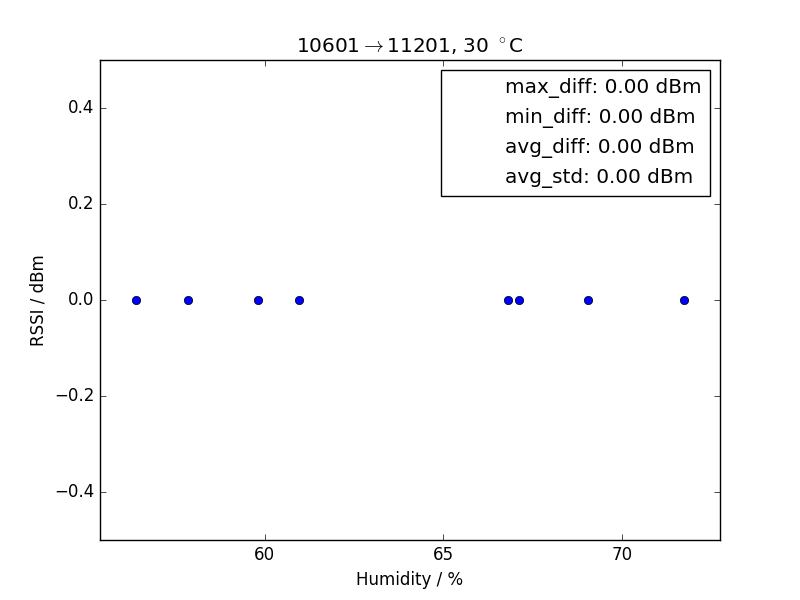 10601→11201, 30 °C
max_diff: 0.00 dBm
min_diff: 0.00 dBm
avg_diff: 0.00 dBm
avg_std: 0.00 dBm
RSSI / dBm
0.4
0.2
0.0
−0.2
−0.4
60 65 70
Humidity / %